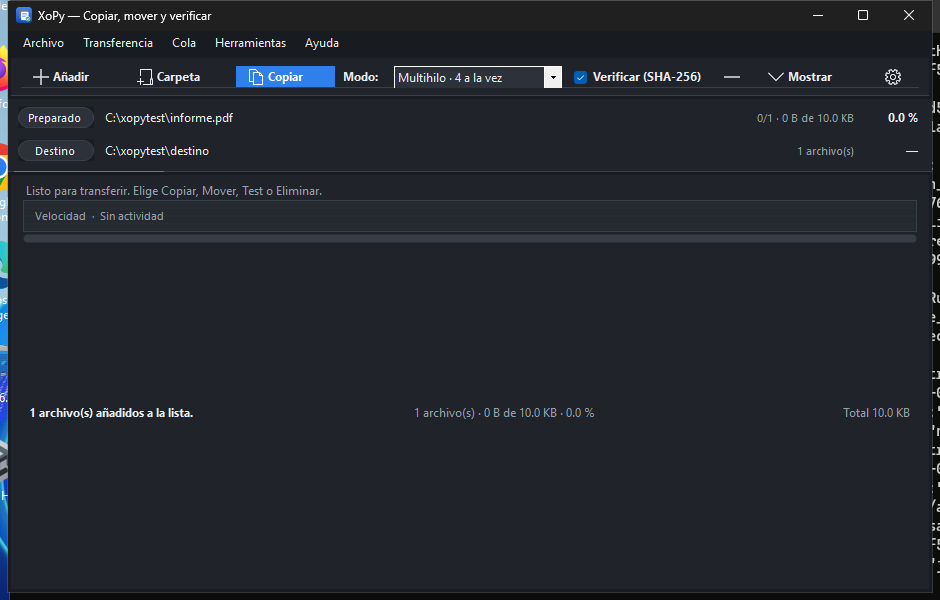 XoPy — Copiar, mover y verificar
Archivo Transferencia Cola Herramientas Ayuda
Añadir Carpeta Copiar Modo: Multihilo · 4 a la vez Verificar (SHA-256) Mostrar
Preparado C:\xopytest\informe.pdf 0/1 · 0 B de 10.0 KB 0.0 %
Destino C:\xopytest\destino 1 archivo(s) —
Listo para transferir. Elige Copiar, Mover, Test o Eliminar.
Velocidad · Sin actividad
1 archivo(s) añadidos a la lista. 1 archivo(s) · 0 B de 10.0 KB · 0.0 % Total 10.0 KB